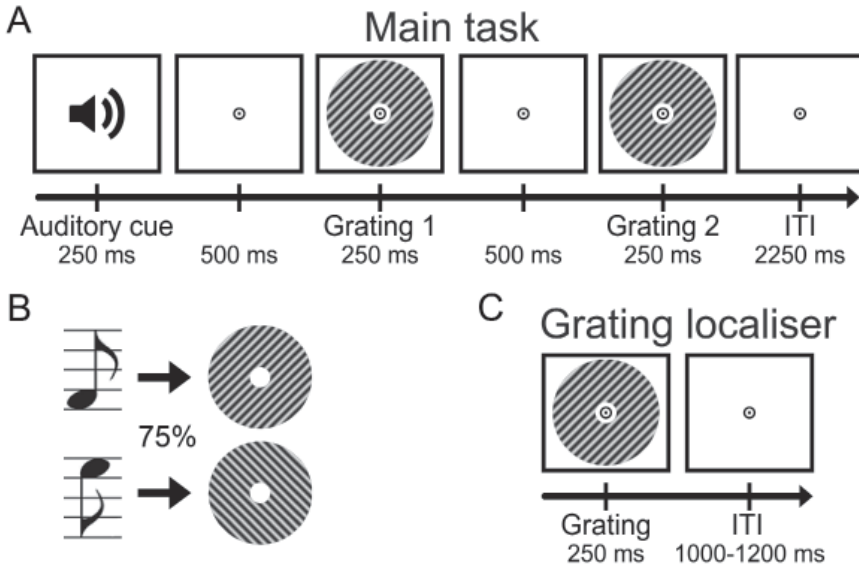 A
Main task
Auditory cue Grating 1 Grating 2 ITI
250 ms 500 ms 250 ms 500 ms 250 ms 2250 ms
B
75%
C
Grating localiser
Grating ITI
250 ms 1000-1200 ms